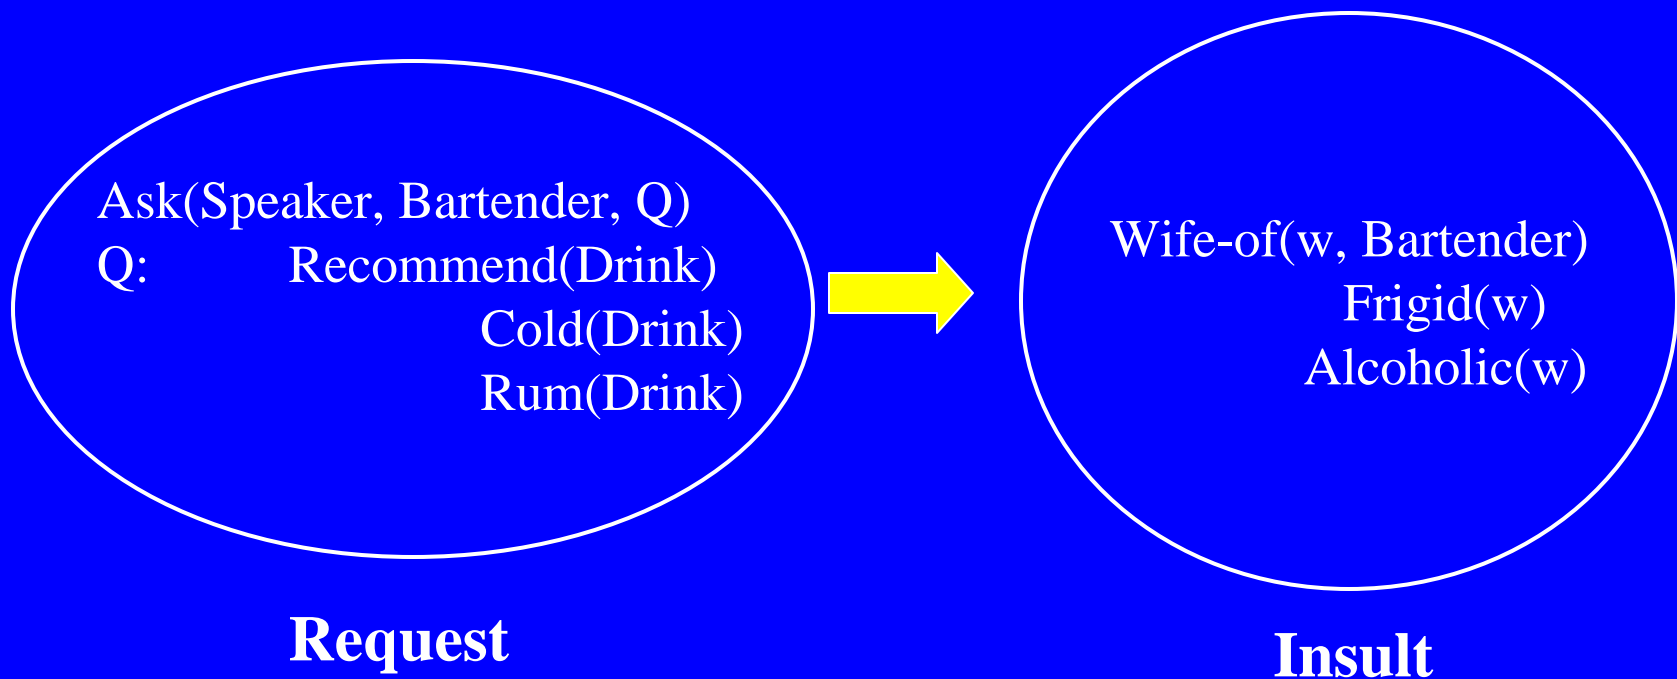 Ask(Speaker, Bartender, Q)
Q: Recommend(Drink)
Cold(Drink)
Rum(Drink)
Request
Wife-of(w, Bartender)
Frigid(w)
Alcoholic(w)
Insult